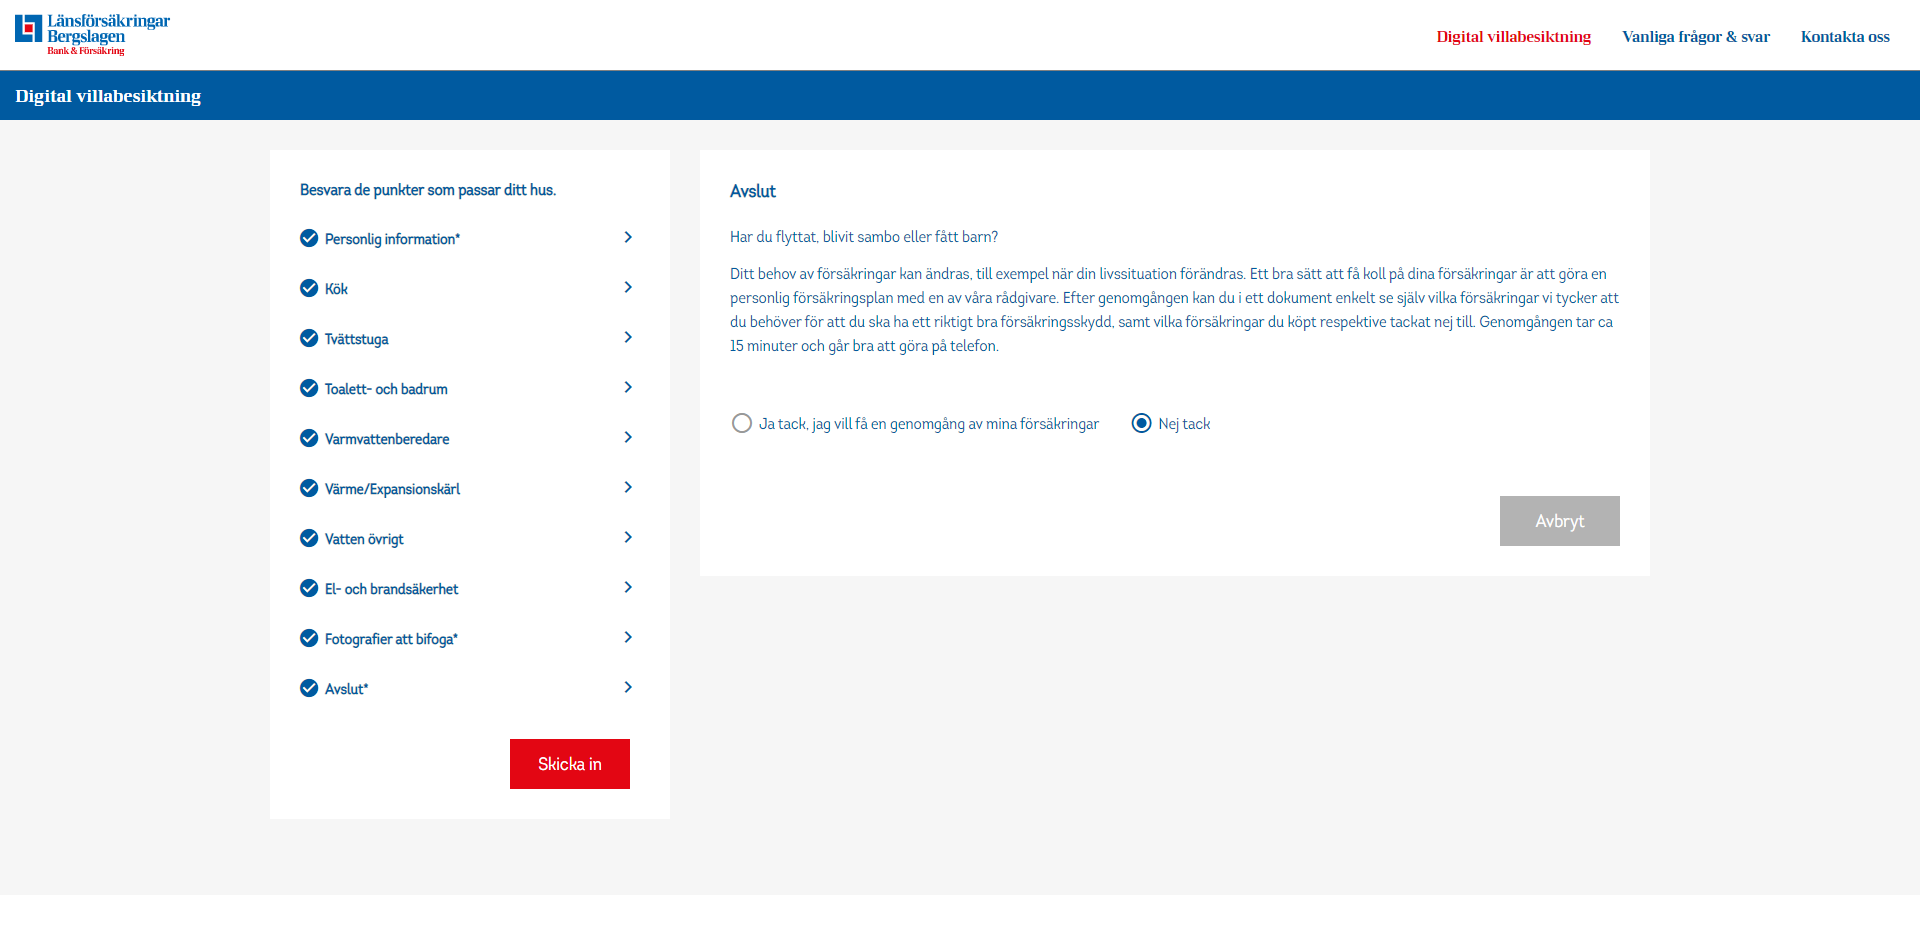 Länsförsäkringar
Bergslagen
Bank & Försäkring
Digital villabesiktning
Vanliga frågor & svar
Kontakta oss
Digital villabesiktning
Besvara de punkter som passar ditt hus.
Personlig information*
Kök
Tvättstuga
Toalett- och badrum
Varmvattenberedare
Värme/Expansionskärl
Vatten övrigt
El- och brandsäkerhet
Fotografier att bifoga*
Avslut*
Skicka in
Avslut
Har du flyttat, blivit sambo eller fått barn?
Ditt behov av försäkringar kan ändras, till exempel när din livssituation förändras. Ett bra sätt att få koll på dina försäkringar är att göra en
personlig försäkringsplan med en av våra rådgivare. Efter genomgången kan du i ett dokument enkelt se själv vilka försäkringar vi tycker att
du behöver för att du ska ha ett riktigt bra försäkringsskydd, samt vilka försäkringar du köpt respektive tackat nej till. Genomgången tar ca
15 minuter och går bra att göra på telefon.
Ja tack, jag vill få en genomgång av mina försäkringar
Nej tack
Avbryt